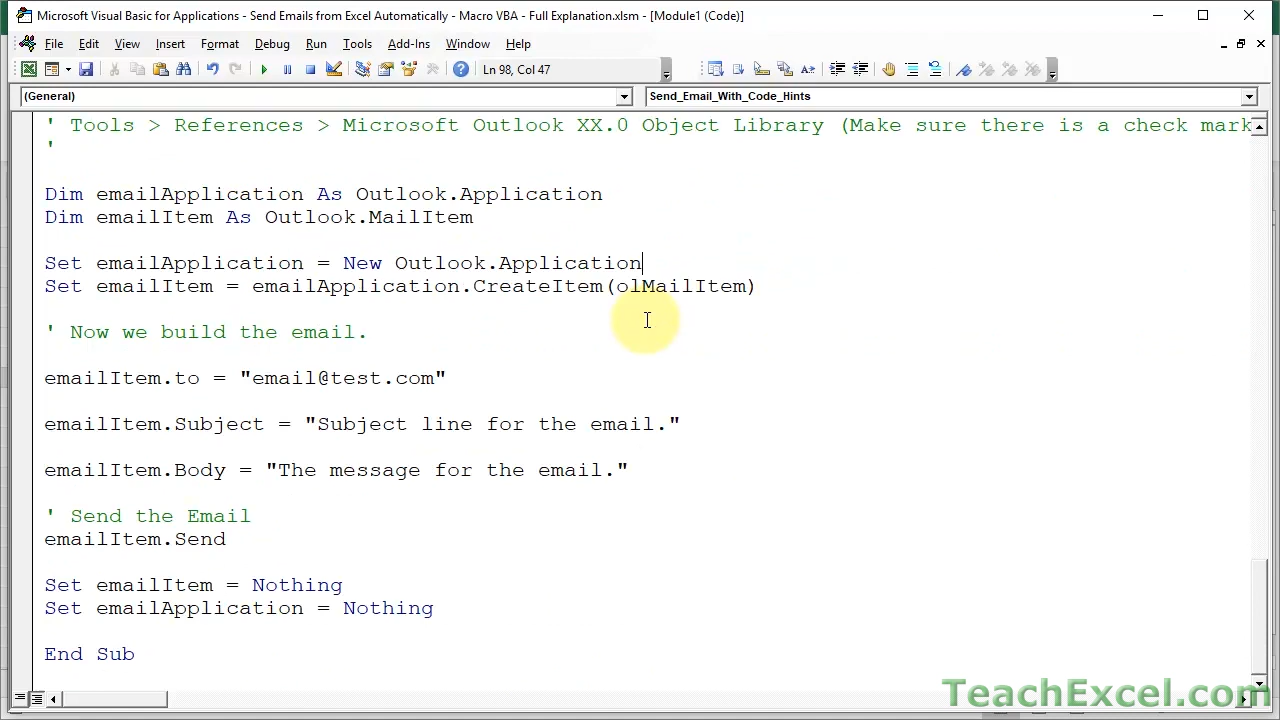 Microsoft Visual Basic for Applications - Send Emails from Excel Automatically - Macro VBA - Full Explanation.xlsm - [Module1 (Code)]
File Edit View Insert Format Debug Run Tools Add-Ins Window Help
Ln 98, Col 47
(General) Send_Email_With_Code_Hints
' Tools > References > Microsoft Outlook XX.0 Object Library (Make sure there is a check mark
'
Dim emailApplication As Outlook.Application
Dim emailItem As Outlook.MailItem
Set emailApplication = New Outlook.Application
Set emailItem = emailApplication.CreateItem(olMailItem)
' Now we build the email.
emailItem.to = "email@test.com"
emailItem.Subject = "Subject line for the email."
emailItem.Body = "The message for the email."
' Send the Email
emailItem.Send
Set emailItem = Nothing
Set emailApplication = Nothing
End Sub
TeachExcel.com